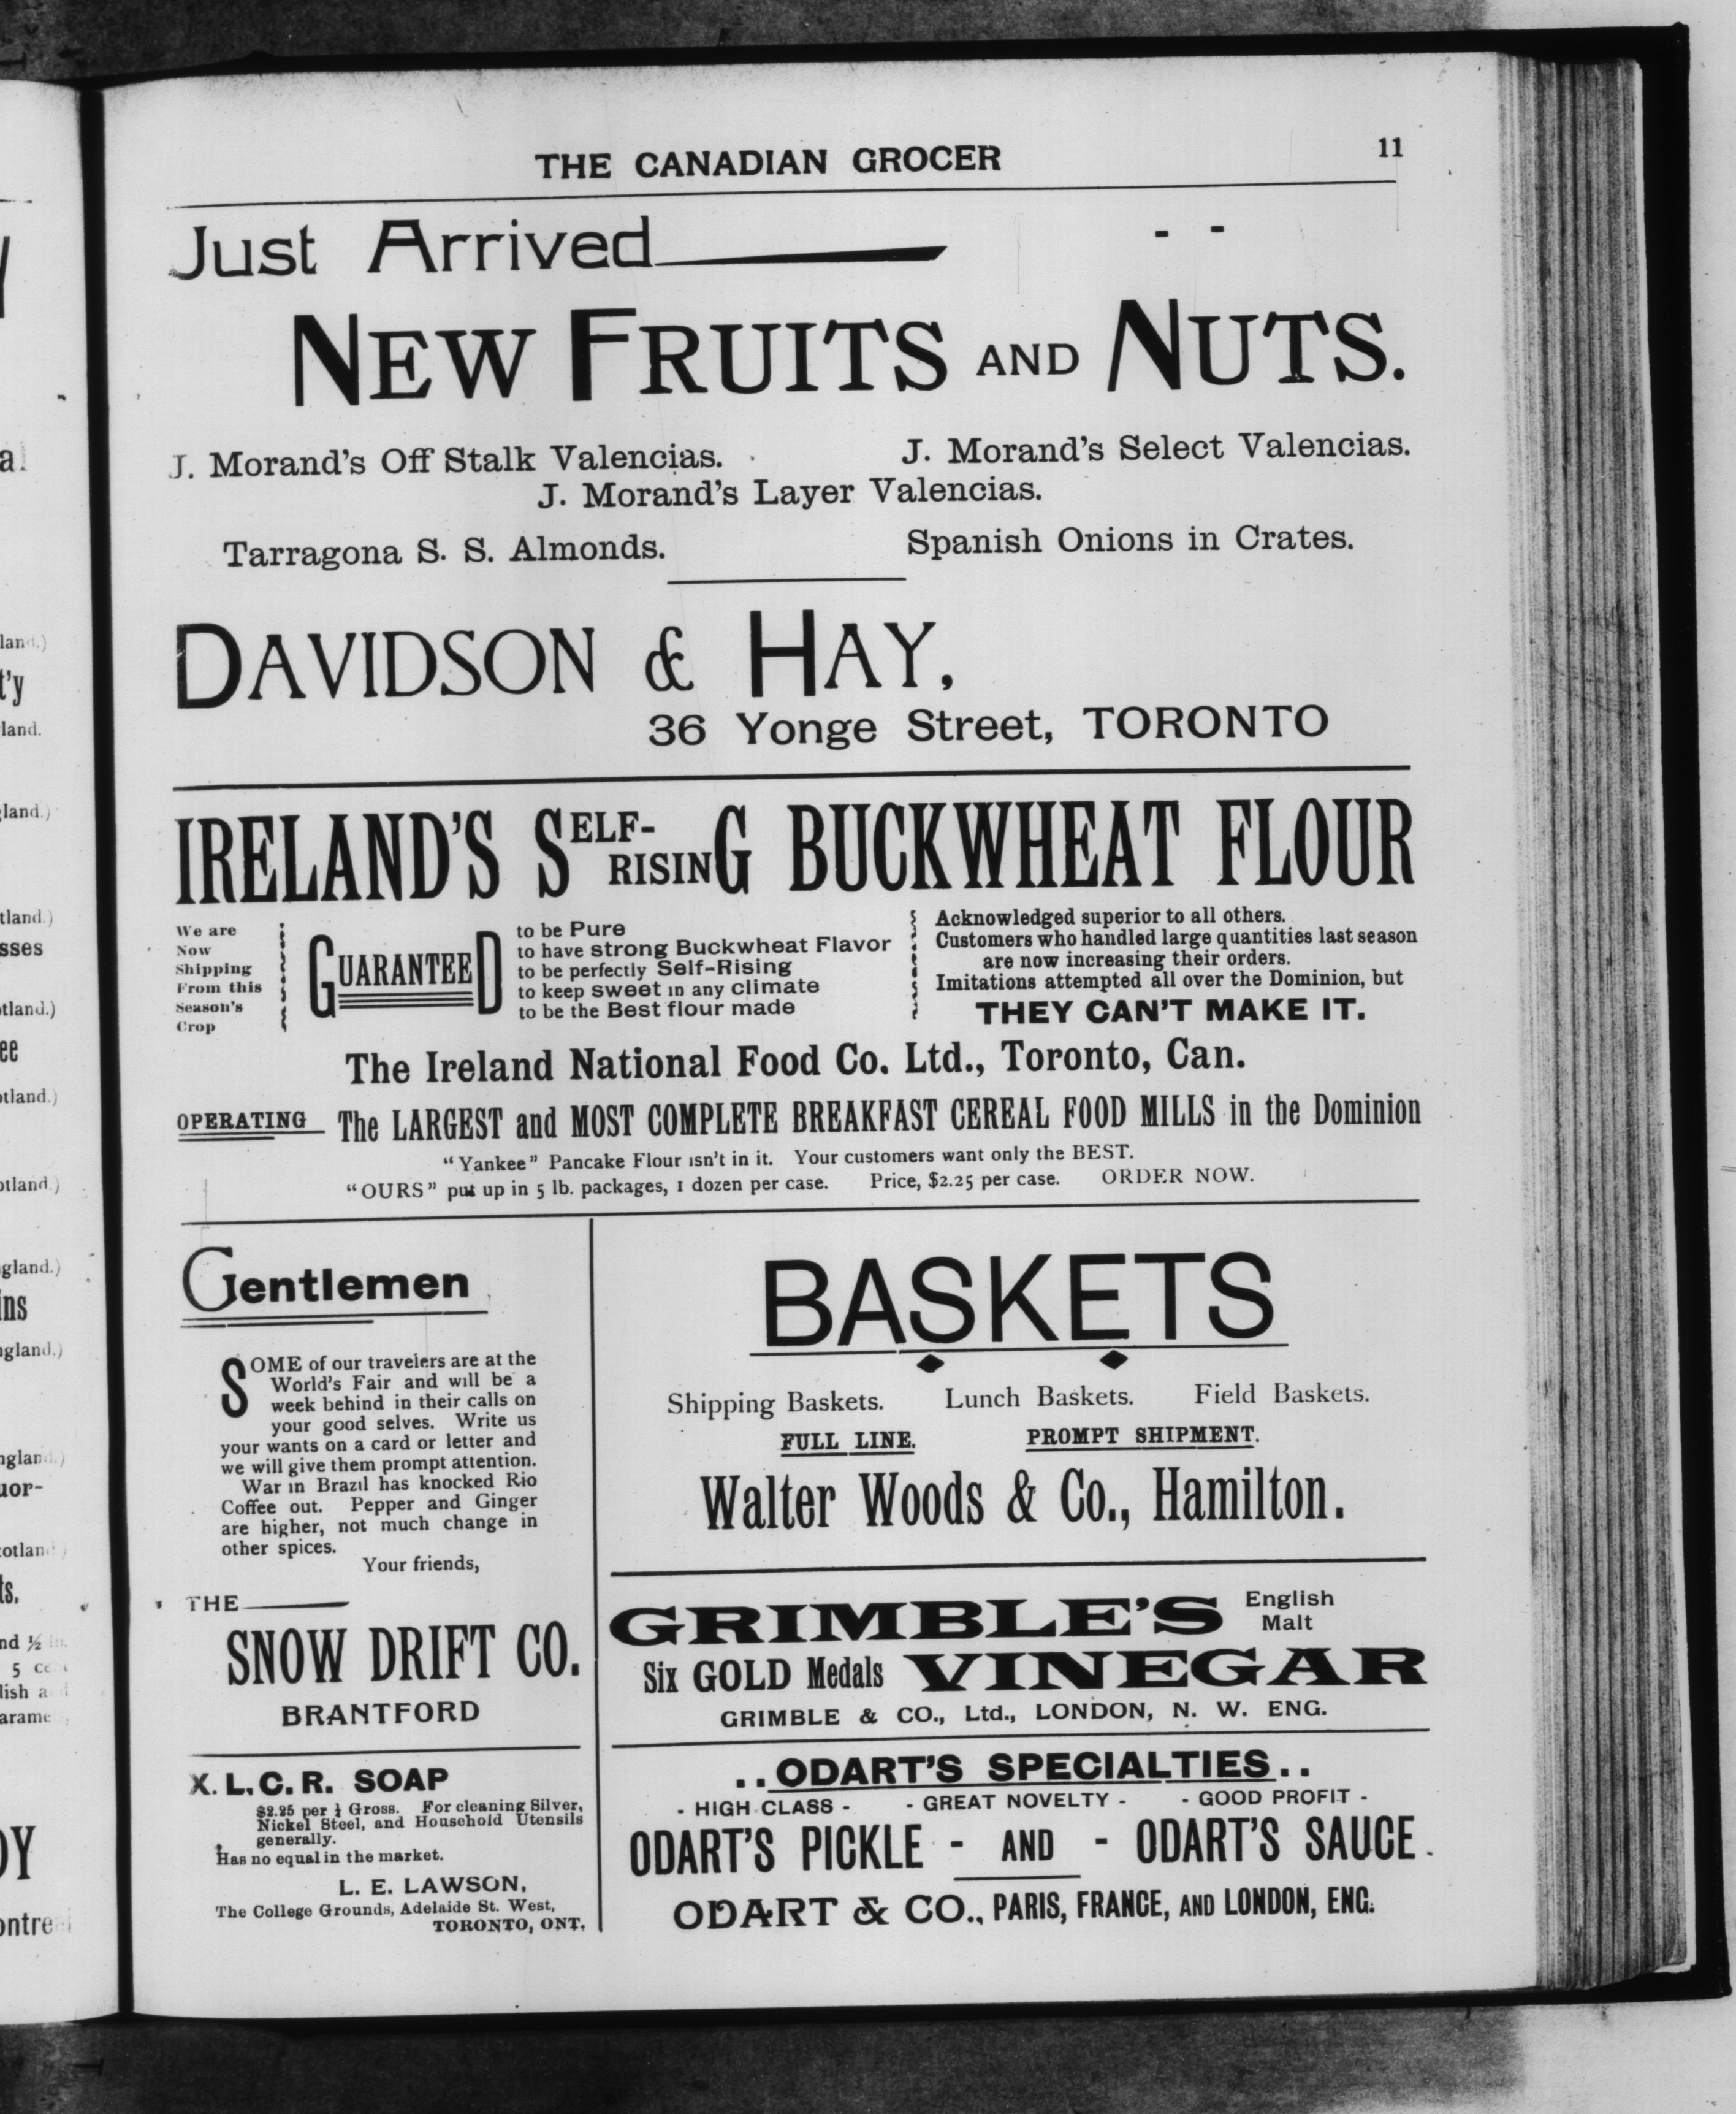 THE CANADIAN GROCER
11
Just Arrived
NEW FRUITS AND NUTS.
J. Morand's Off Stalk Valencias. J. Morand's Select Valencias.
J. Morand's Layer Valencias.
Tarragona S. S. Almonds. Spanish Onions in Crates.
DAVIDSON & HAY,
36 Yonge Street, TORONTO
IRELAND'S SELF-RISING BUCKWHEAT FLOUR
We are
Now
Shipping
From this
Season's
Crop
GUARANTEED
to be Pure
to have strong Buckwheat Flavor
to be perfectly Self-Rising
to keep sweet in any climate
to be the Best flour made
Acknowledged superior to all others.
Customers who handled large quantities last season
are now increasing their orders.
Imitations attempted all over the Dominion, but
THEY CAN'T MAKE IT.
The Ireland National Food Co. Ltd., Toronto, Can.
OPERATING The LARGEST and MOST COMPLETE BREAKFAST CEREAL FOOD MILLS in the Dominion
"Yankee" Pancake Flour isn't in it. Your customers want only the BEST.
"OURS" put up in 5 lb. packages, 1 dozen per case. Price, $2.25 per case. ORDER NOW.
Gentlemen
SOME of our travelers are at the
World's Fair and will be a
week behind in their calls on
your good selves. Write us
your wants on a card or letter and
we will give them prompt attention.
War in Brazil has knocked Rio
Coffee out. Pepper and Ginger
are higher, not much change in
other spices.
Your friends,
THE
SNOW DRIFT CO.
BRANTFORD
X. L. C. R. SOAP
$2.25 per ¼ Gross. For cleaning Silver,
Nickel Steel, and Household Utensils
generally.
Has no equal in the market.
L. E. LAWSON,
The College Grounds, Adelaide St. West,
TORONTO, ONT.
BASKETS
Shipping Baskets. Lunch Baskets. Field Baskets.
FULL LINE. PROMPT SHIPMENT.
Walter Woods & Co., Hamilton.
GRIMBLE'S English
Malt
Six GOLD Medals VINEGAR
GRIMBLE & CO., Ltd., LONDON, N. W. ENG.
..ODART'S SPECIALTIES..
- HIGH CLASS - - GREAT NOVELTY - - GOOD PROFIT -
ODART'S PICKLE - AND - ODART'S SAUCE.
ODART & CO., PARIS, FRANCE, AND LONDON, ENG.